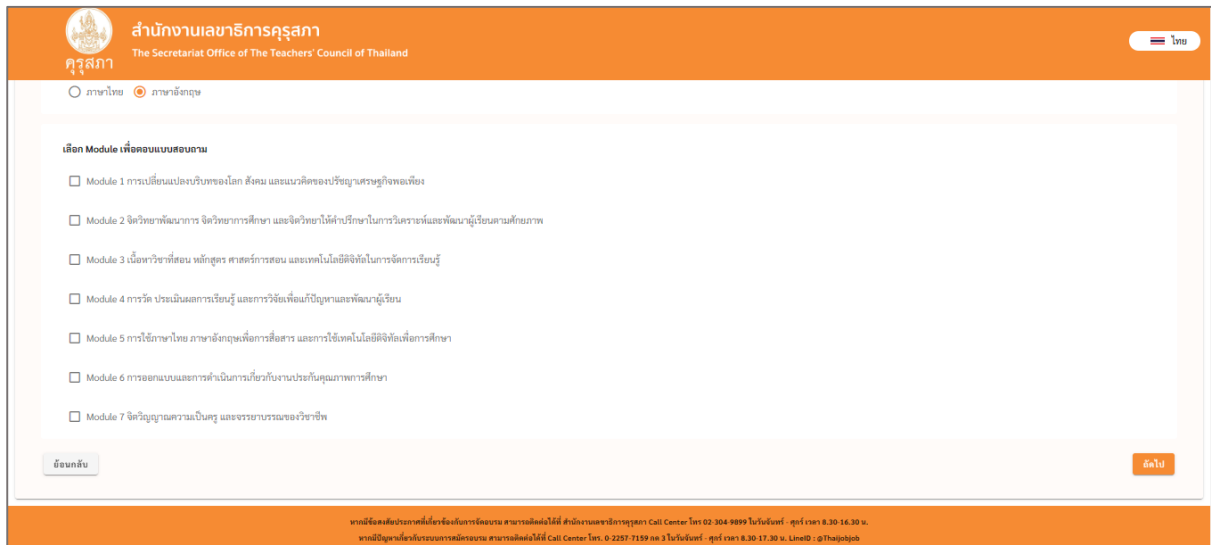 สำนักงานเลขาธิการคุรุสภา
The Secretariat Office of The Teachers' Council of Thailand
คุรุสภา
ไทย
ภาษาไทย ภาษาอังกฤษ
เลือก Module เพื่อตอบแบบสอบถาม
Module 1 การเปลี่ยนแปลงบริบทของโลก สังคม และแนวคิดของปรัชญาเศรษฐกิจพอเพียง
Module 2 จิตวิทยาพัฒนาการ จิตวิทยาการศึกษา และจิตวิทยาให้คำปรึกษาในการวิเคราะห์และพัฒนาผู้เรียนตามศักยภาพ
Module 3 เนื้อหาวิชาที่สอน หลักสูตร ศาสตร์การสอน และเทคโนโลยีดิจิทัลในการจัดการเรียนรู้
Module 4 การวัด ประเมินผลการเรียนรู้ และการวิจัยเพื่อแก้ปัญหาและพัฒนาผู้เรียน
Module 5 การใช้ภาษาไทย ภาษาอังกฤษเพื่อการสื่อสาร และการใช้เทคโนโลยีดิจิทัลเพื่อการศึกษา
Module 6 การออกแบบและการดำเนินการเกี่ยวกับงานประกันคุณภาพการศึกษา
Module 7 จิตวิญญาณความเป็นครู และจรรยาบรรณของวิชาชีพ
ย้อนกลับ
ถัดไป
หากมีข้อสงสัยประกาศที่เกี่ยวข้องกับการจัดอบรม สามารถติดต่อได้ที่ สำนักงานเลขาธิการคุรุสภา Call Center โทร 02-304-9899 ในวันจันทร์ - ศุกร์ เวลา 8.30-16.30 น.
หากมีปัญหาเกี่ยวกับระบบการสมัครอบรม สามารถติดต่อได้ที่ Call Center โทร. 0-2257-7159 กด 3 ในวันจันทร์ - ศุกร์ เวลา 8.30-17.30 น. LineID : @Thaijobjob